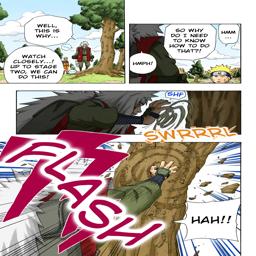 WELL,
THIS IS
WHY...
WATCH
CLOSELY...!
UP TO STAGE
TWO, WE CAN
DO THIS!
SO WHY
DO I NEED
TO KNOW
HOW TO DO
THAT?!
HMM...
HMPH!
SHF
SWRRRL
FLASH
HAH!!